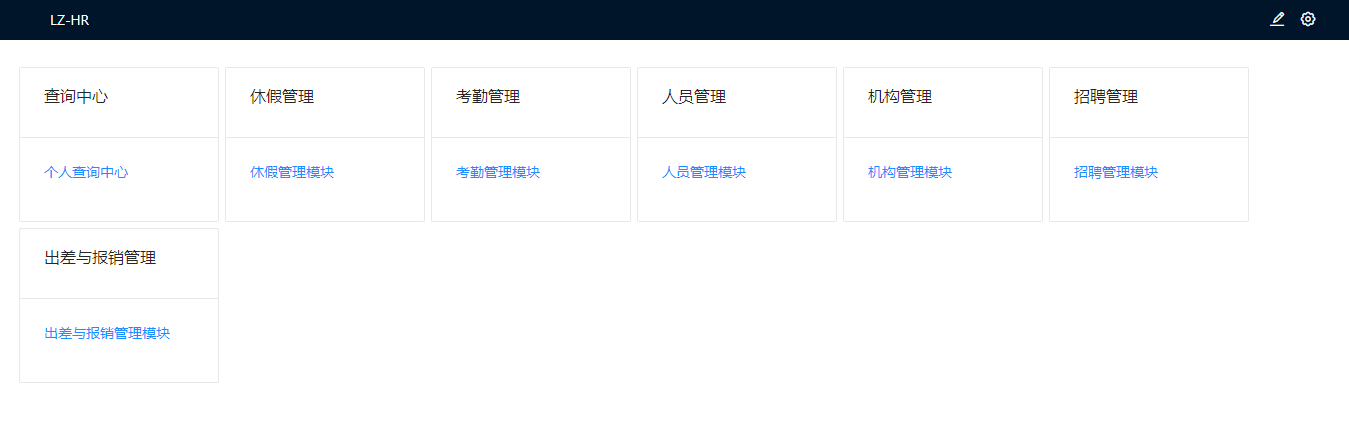 LZ-HR
查询中心
休假管理
考勤管理
人员管理
机构管理
招聘管理
个人查询中心
休假管理模块
考勤管理模块
人员管理模块
机构管理模块
招聘管理模块
出差与报销管理
出差与报销管理模块